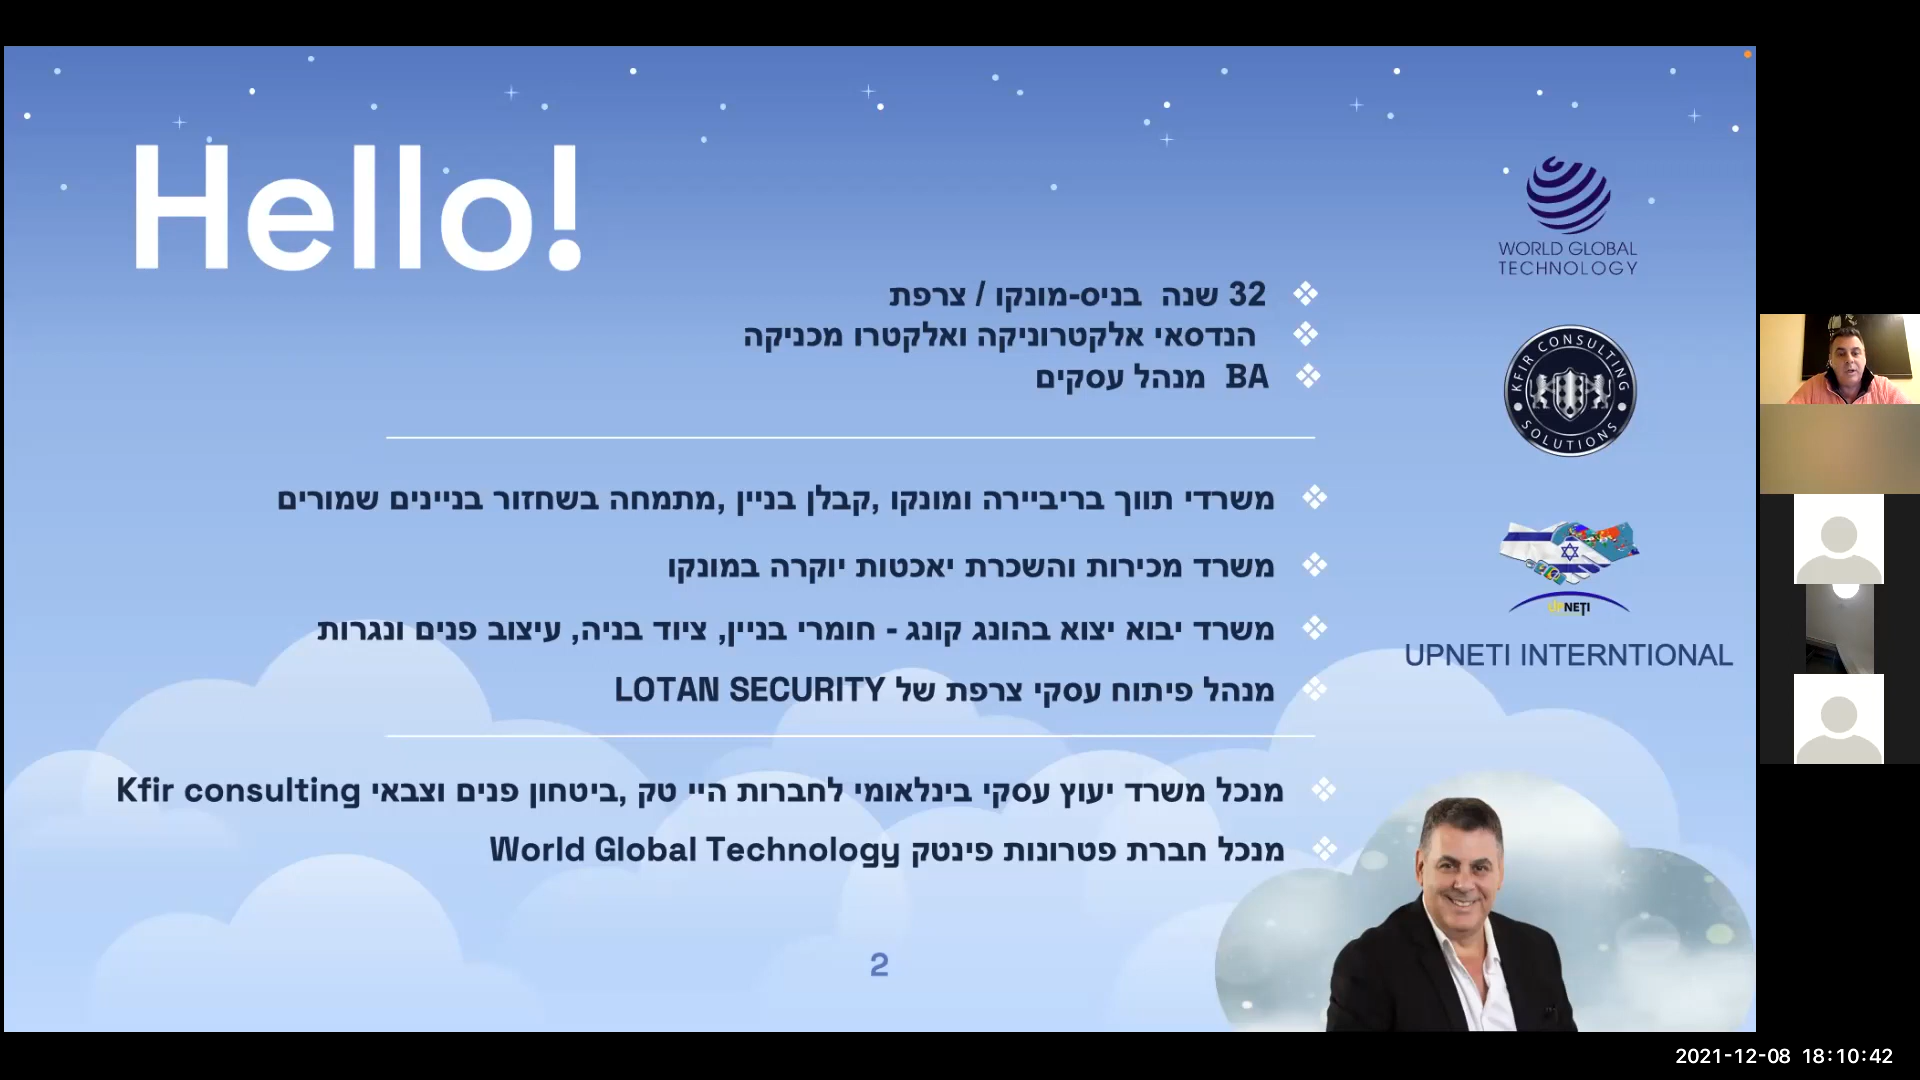 Hello!
WORLD GLOBAL
TECHNOLOGY
32 שנה בניס-מונקו / צרפת
הנדסאי אלקטרוניקה ואלקטרו מכניקה
BA מנהל עסקים
KFIR CONSULTING
SOLUTIONS
משרדי תווך בריביירה ומונקו ,קבלן בניין ,מתמחה בשחזור בניינים שמורים
משרד מכירות והשכרת יאכטות יוקרה במונקו
משרד יבוא יצוא בהונג קונג - חומרי בניין, ציוד בניה, עיצוב פנים ונגרות
מנהל פיתוח עסקי צרפת של LOTAN SECURITY
UPNETI
UPNETI INTERNTIONAL
מנכל משרד יעוץ עסקי בינלאומי לחברות היי טק ,ביטחון פנים וצבאי Kfir consulting
מנכל חברת פטרונות פינטק World Global Technology
2
2021-12-08 18:10:42